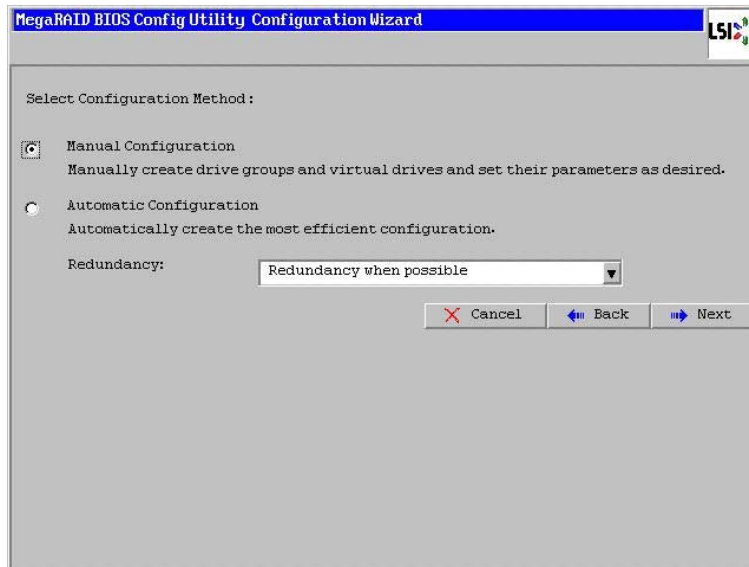 MegaRAID BIOS Config Utility Configuration Wizard
LSI
Select Configuration Method:
Manual Configuration
Manually create drive groups and virtual drives and set their parameters as desired.
Automatic Configuration
Automatically create the most efficient configuration.
Redundancy: Redundancy when possible
Cancel Back Next